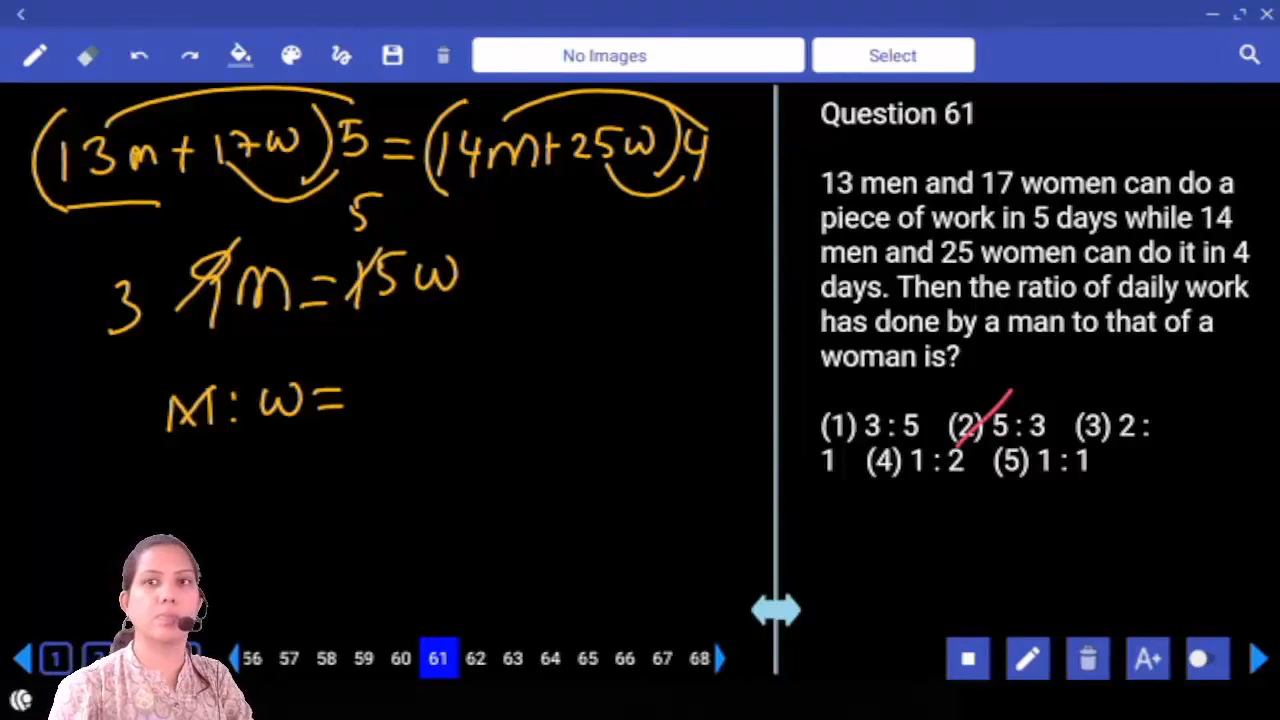 No Images
Select
(13m + 17w)5 = (14m+25w)4
5
3 9m = 15w
M : w =
Question 61
13 men and 17 women can do a
piece of work in 5 days while 14
men and 25 women can do it in 4
days. Then the ratio of daily work
has done by a man to that of a
woman is?
(1) 3 : 5 (2) 5 : 3 (3) 2 :
1 (4) 1 : 2 (5) 1 : 1
1 56 57 58 59 60 61 62 63 64 65 66 67 68
A+